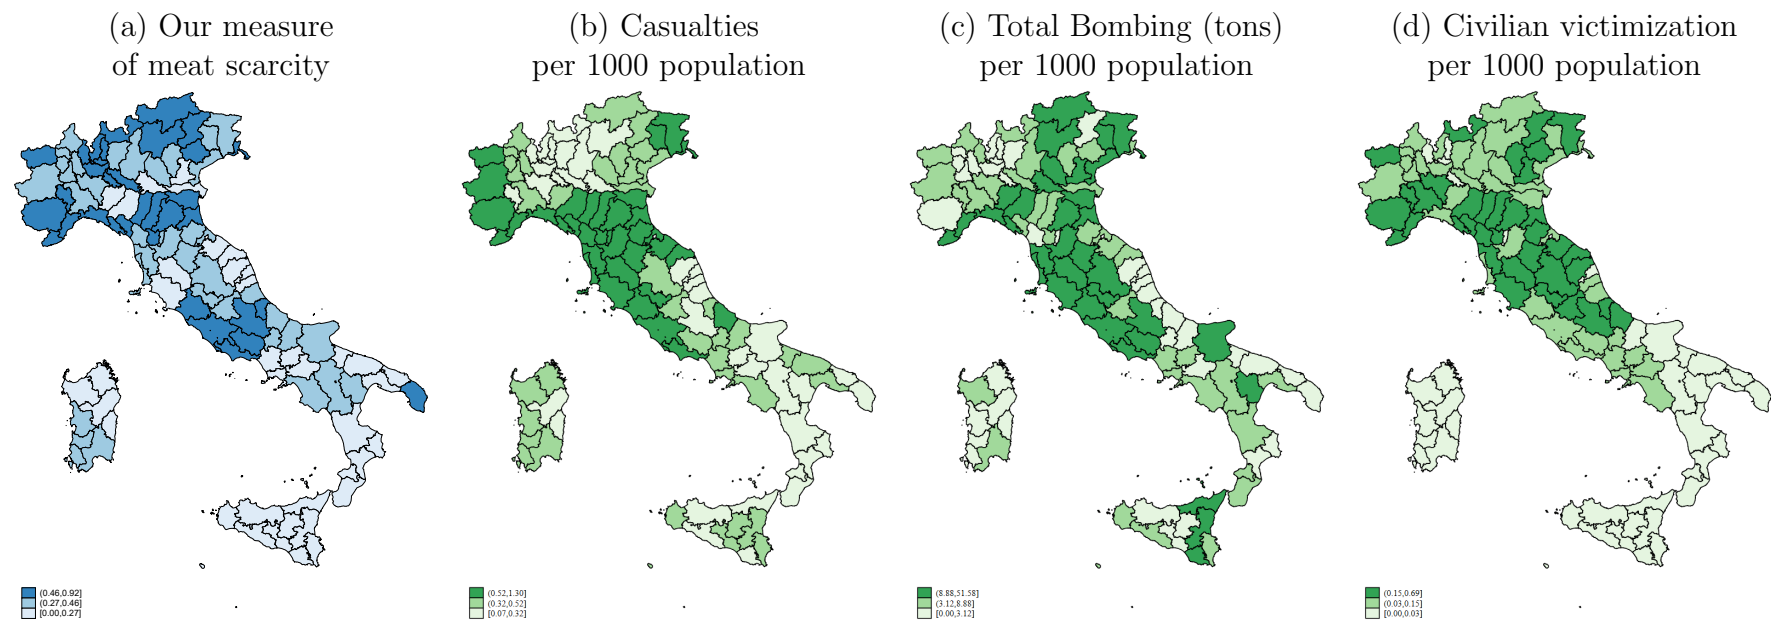 (a) Our measure
of meat scarcity
(b) Casualties
per 1000 population
(c) Total Bombing (tons)
per 1000 population
(d) Civilian victimization
per 1000 population
(0.46,0.92]
(0.27,0.46]
[0.00,0.27]
(0.52,1.30]
(0.32,0.52]
[0.07,0.32]
(8.88,51.58]
(3.12,8.88]
[0.00,3.12]
(0.15,0.69]
(0.03,0.15]
[0.00,0.03]